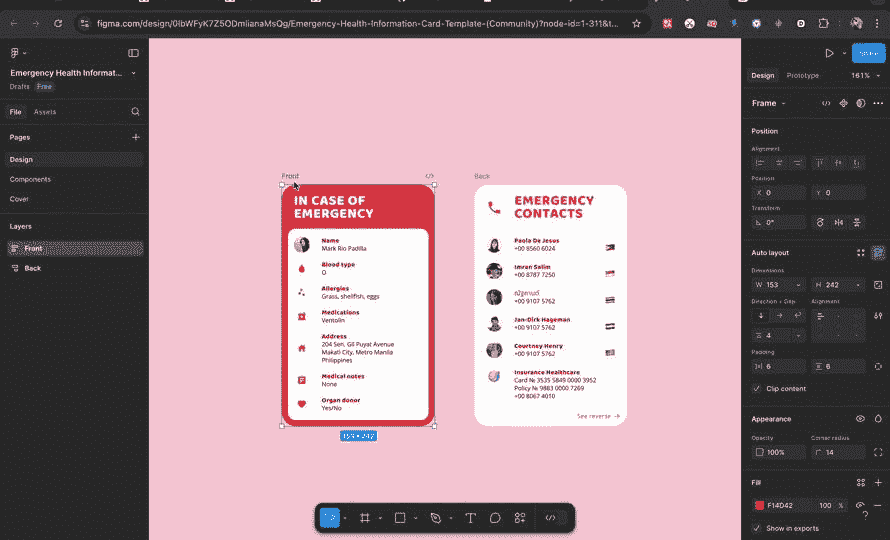 figma.com/design/0IbWFyK7Z5ODmiianaMsQg/Emergency-Health-Information-Card-Template-(Community)?node-id=1-311&t...
Emergency Health Informat...
Drafts Free
File Assets
Pages
Design
Components
Cover
Layers
Front
Back
Front
IN CASE OF
EMERGENCY
Name
Mark Rio Padilla
Blood type
O
Allergies
Grass, shellfish, eggs
Medications
Ventolin
Address
204 Sen. Gil Puyat Avenue
Makati City, Metro Manila
Philippines
Medical notes
None
Organ donor
Yes/No
153 × 242
Back
EMERGENCY
CONTACTS
Paola De Jesus
+00 8560 6024
Imran Salim
+00 8787 7250
+00 9107 5762
Jan-Dirk Hageman
+00 9107 5762
Courtney Henry
+00 9107 5762
Insurance Healthcare
Card № 3535 5849 0000 3952
Policy № 9883 0000 7269
+00 8067 4010
See reverse →
Design Prototype 161%
Frame
Position
Alignment
Position
X 0 Y 0
Transform
0°
Auto layout
Dimensions
W 153 H 242
Direction + Gap Alignment
4
Padding
6 6
Clip content
Appearance
Opacity Corner radius
100% 14
Fill
F14D42 100 %
Show in exports
?